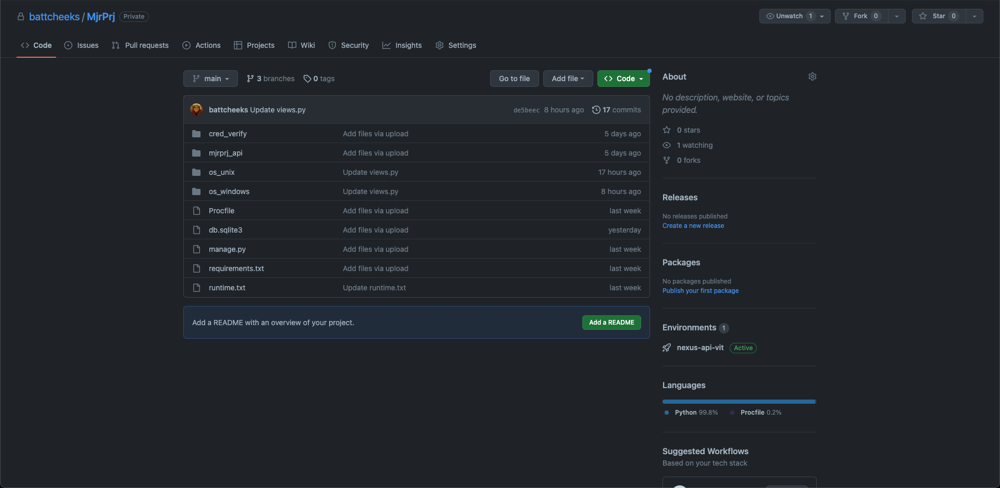 battcheeks / MjrPrj Private
Unwatch 1 Fork 0 Star 0
Code Issues Pull requests Actions Projects Wiki Security Insights Settings
main 3 branches 0 tags Go to file Add file Code
battcheeks Update views.py de5beec 8 hours ago 17 commits
cred_verify Add files via upload 5 days ago
mjrprj_api Add files via upload 5 days ago
os_unix Update views.py 17 hours ago
os_windows Update views.py 8 hours ago
Procfile Add files via upload last week
db.sqlite3 Add files via upload yesterday
manage.py Add files via upload last week
requirements.txt Add files via upload last week
runtime.txt Update runtime.txt last week
Add a README with an overview of your project. Add a README
About
No description, website, or topics
provided.
0 stars
1 watching
0 forks
Releases
No releases published
Create a new release
Packages
No packages published
Publish your first package
Environments 1
nexus-api-vit Active
Languages
Python 99.8% Procfile 0.2%
Suggested Workflows
Based on your tech stack